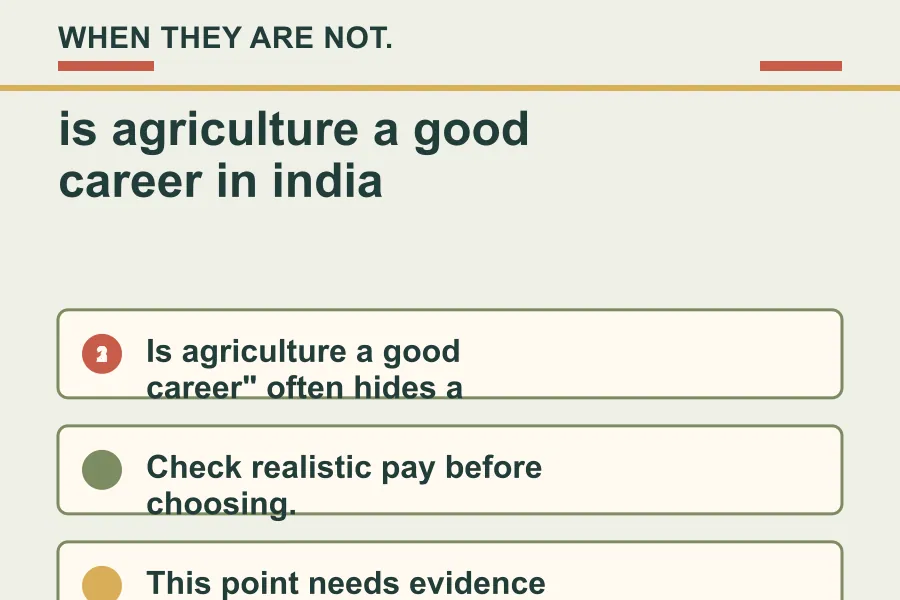 WHEN THEY ARE NOT.
is agriculture a good
career in india
Is agriculture a good
career" often hides a
Check realistic pay before
choosing.
This point needs evidence